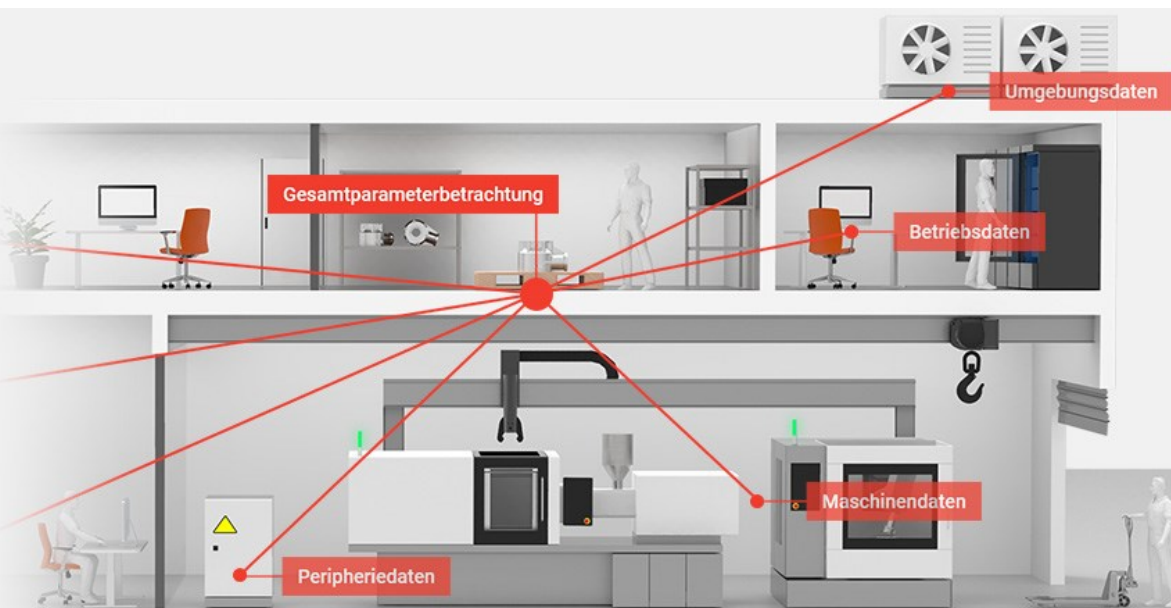 Umgebungsdaten
Gesamtparameterbetrachtung
Betriebsdaten
Maschinendaten
Peripheriedaten